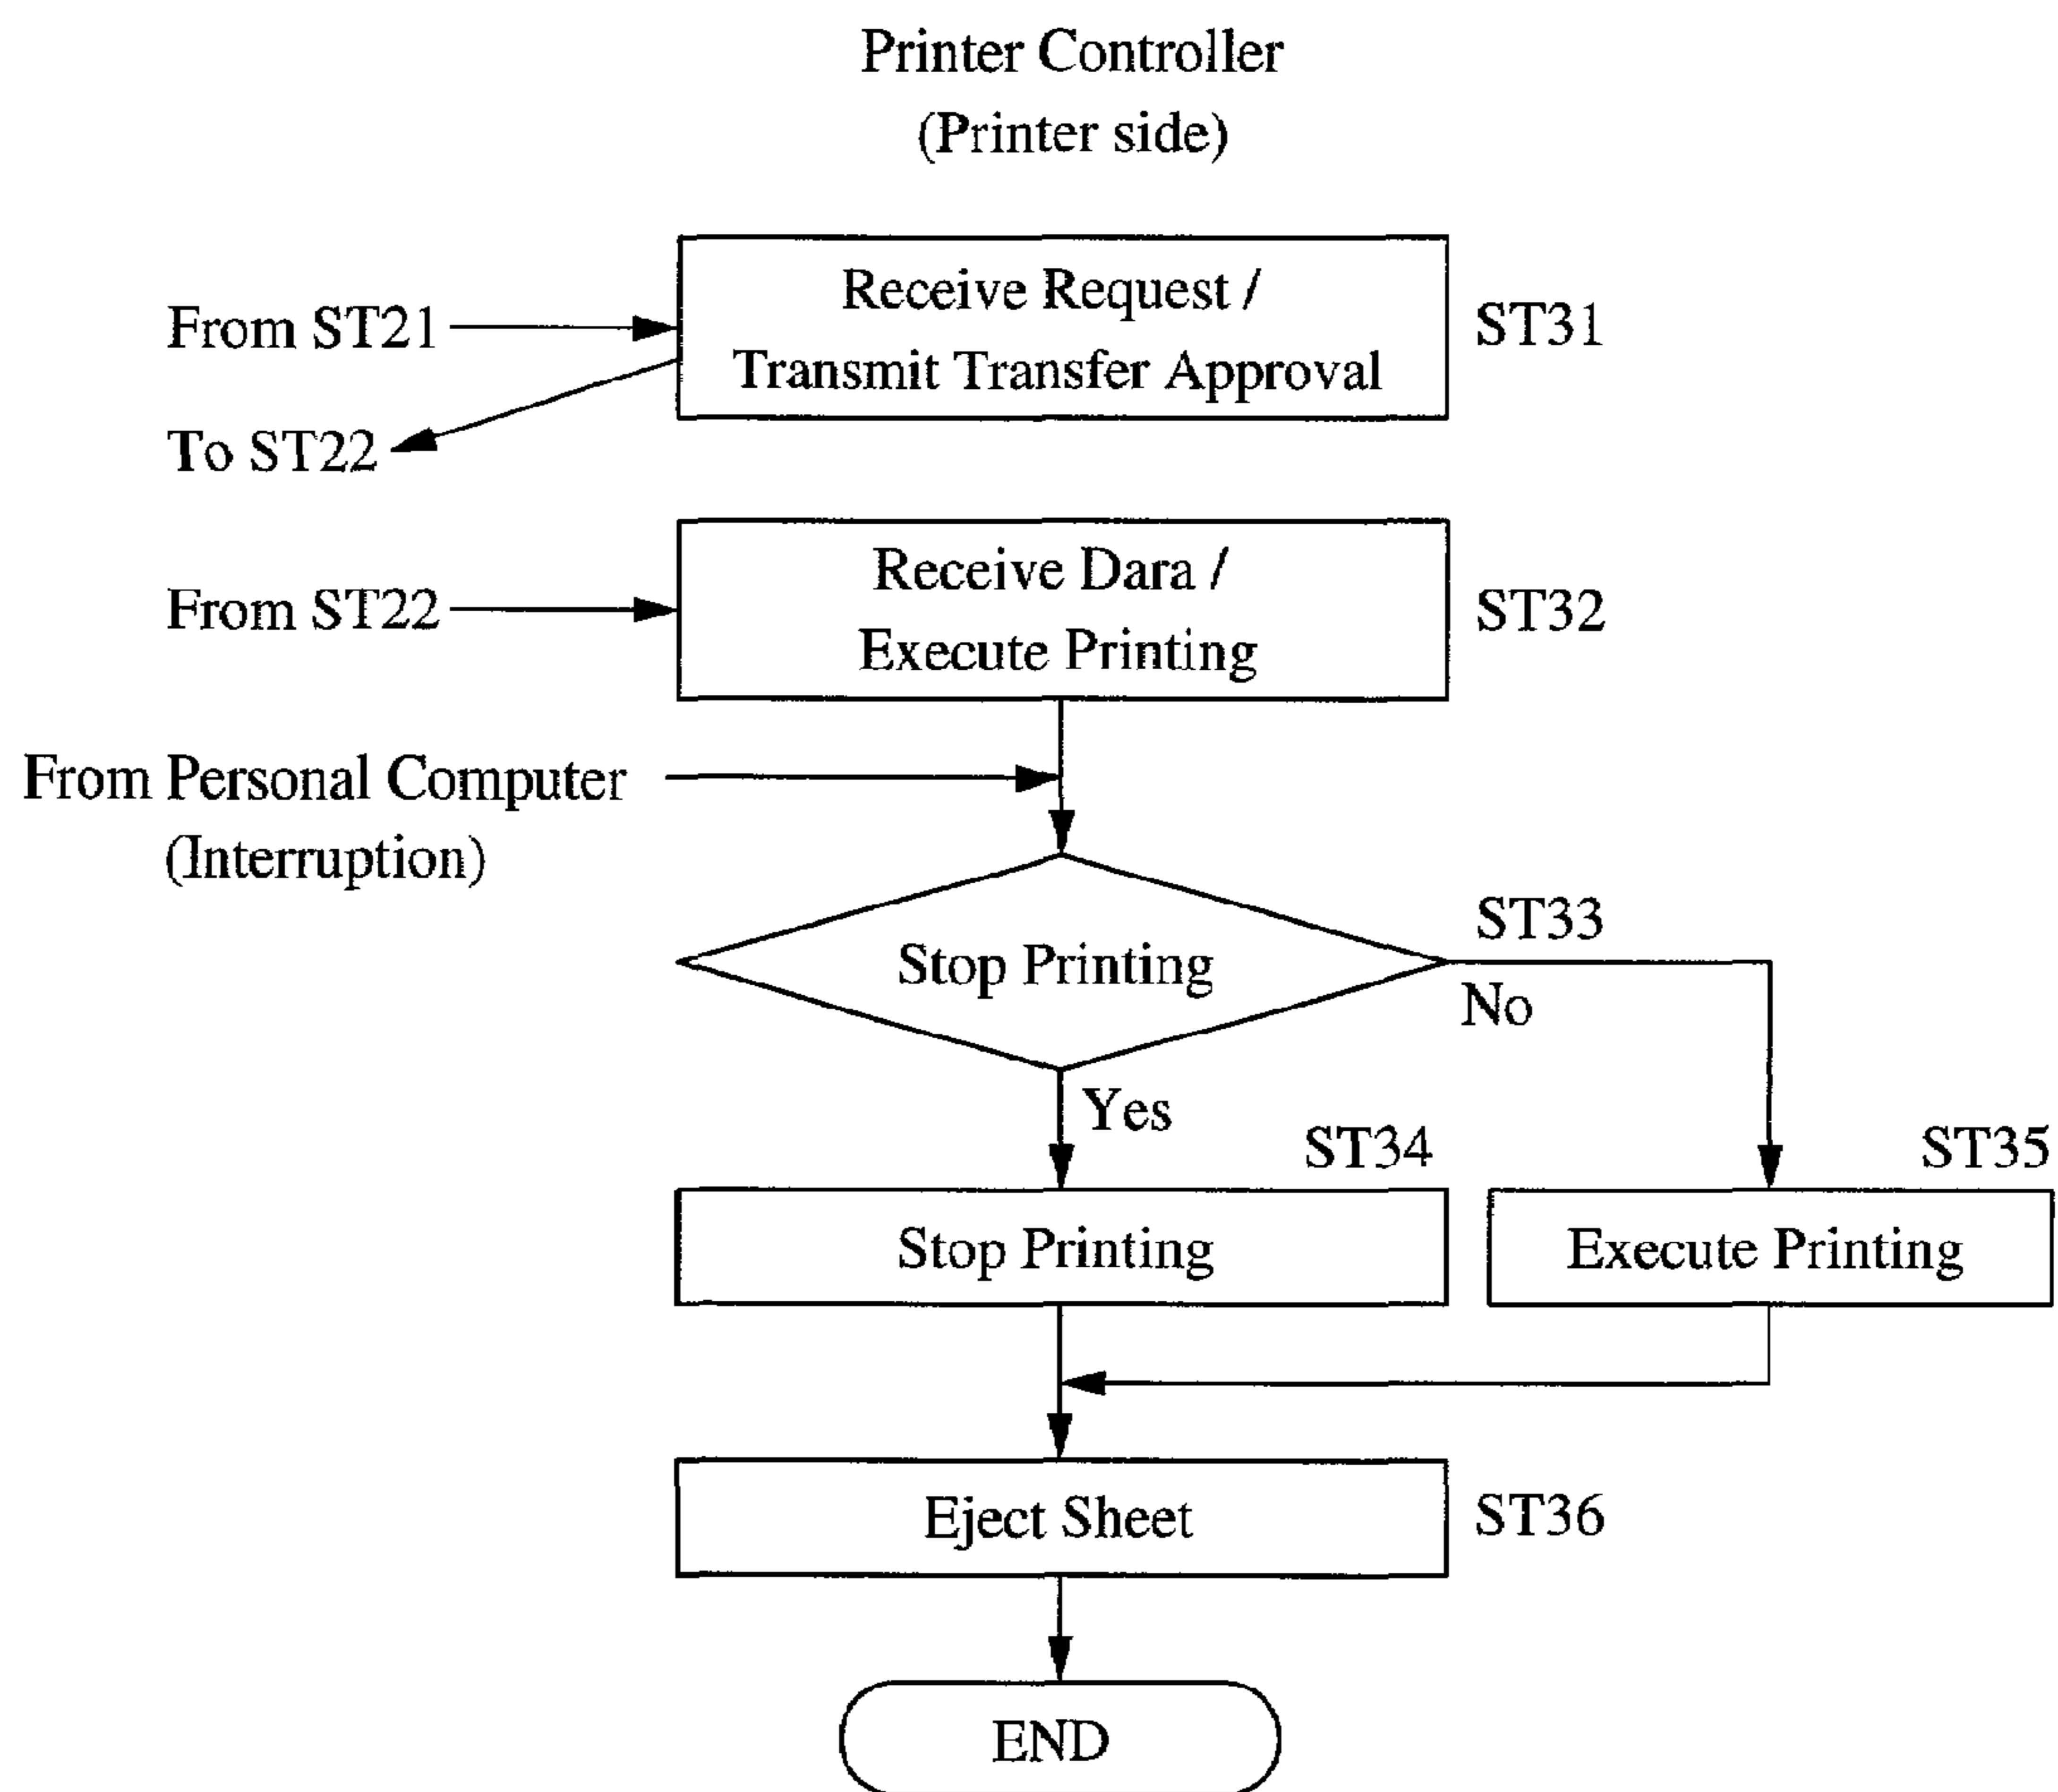 Printer Controller
(Printer side)
Receive Request /
Transmit Transfer Approval
ST31
From ST21
To ST22
Receive Dara /
Execute Printing
ST32
From ST22
From Personal Computer
(Interruption)
Stop Printing
ST33
No
Yes
ST34
ST35
Stop Printing
Execute Printing
Eject Sheet
ST36
END